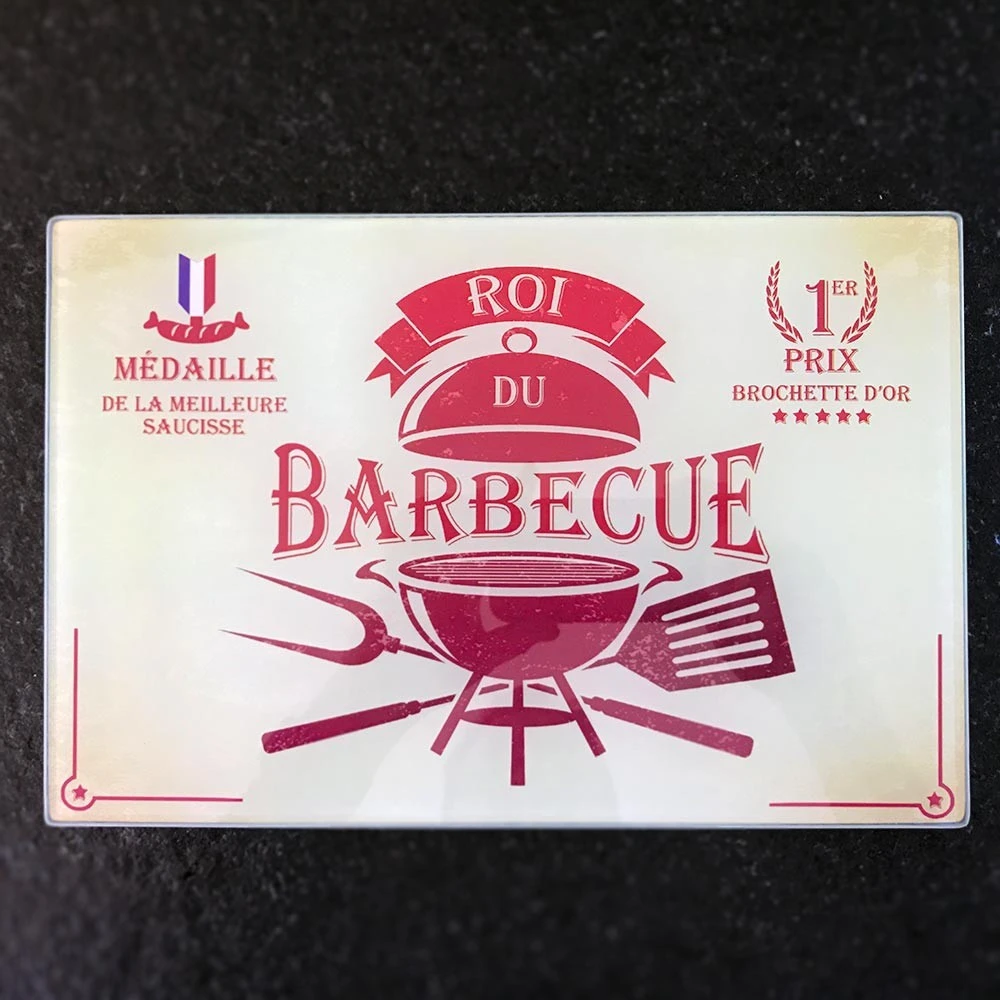 MÉDAILLE
DE LA MEILLEURE
SAUCISSE
ROI
DU
BARBECUE
1ER
PRIX
BROCHETTE D'OR